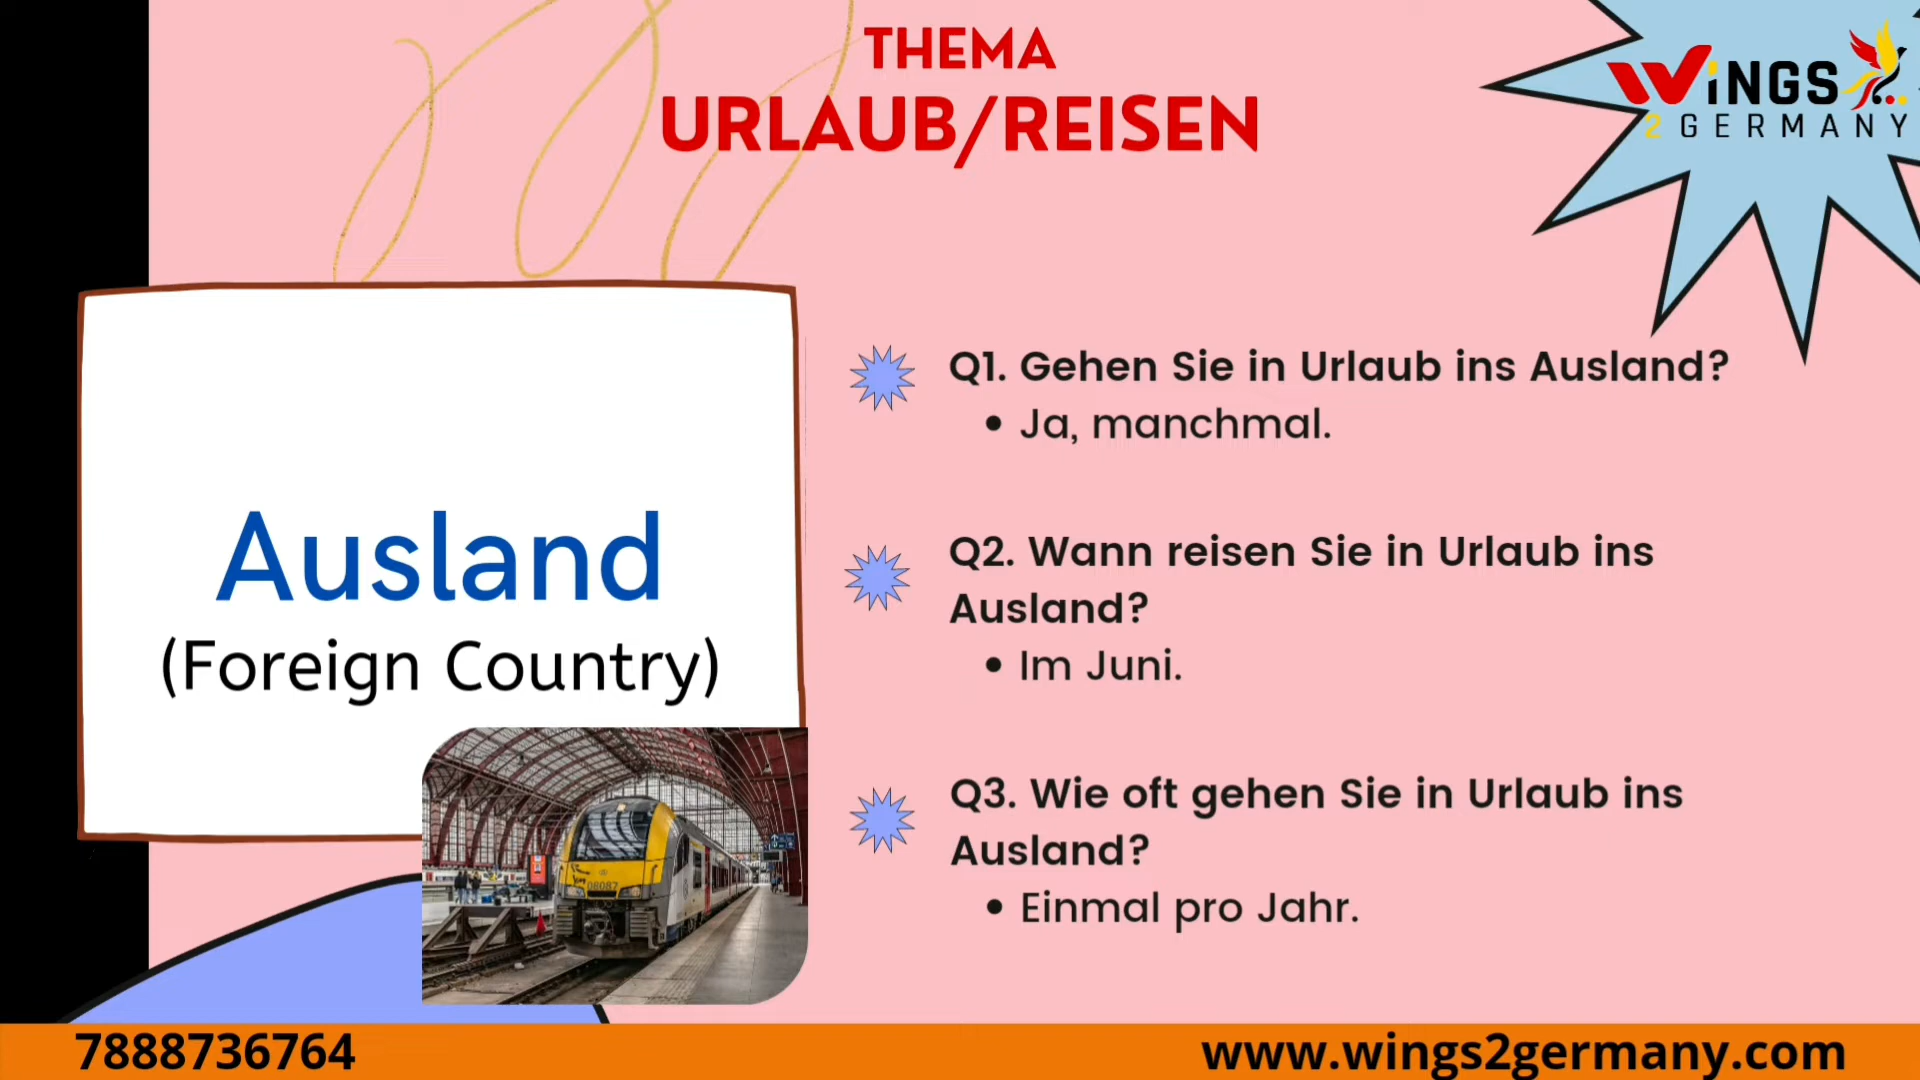 THEMA
URLAUB/REISEN
WiNGS
2GERMANY
Ausland
(Foreign Country)
Q1. Gehen Sie in Urlaub ins Ausland?
• Ja, manchmal.
Q2. Wann reisen Sie in Urlaub ins
Ausland?
• Im Juni.
Q3. Wie oft gehen Sie in Urlaub ins
Ausland?
• Einmal pro Jahr.
08087
7888736764
www.wings2germany.com